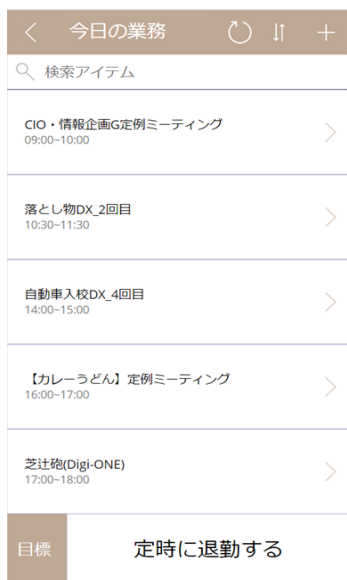 今日の業務
検索アイテム
CIO・情報企画G定例ミーティング
09:00~10:00
落とし物DX_2回目
10:30~11:30
自動車入校DX_4回目
14:00~15:00
【カレーうどん】定例ミーティング
16:00~17:00
芝辻砲(Digi-ONE)
17:00~18:00
目標 定時に退勤する